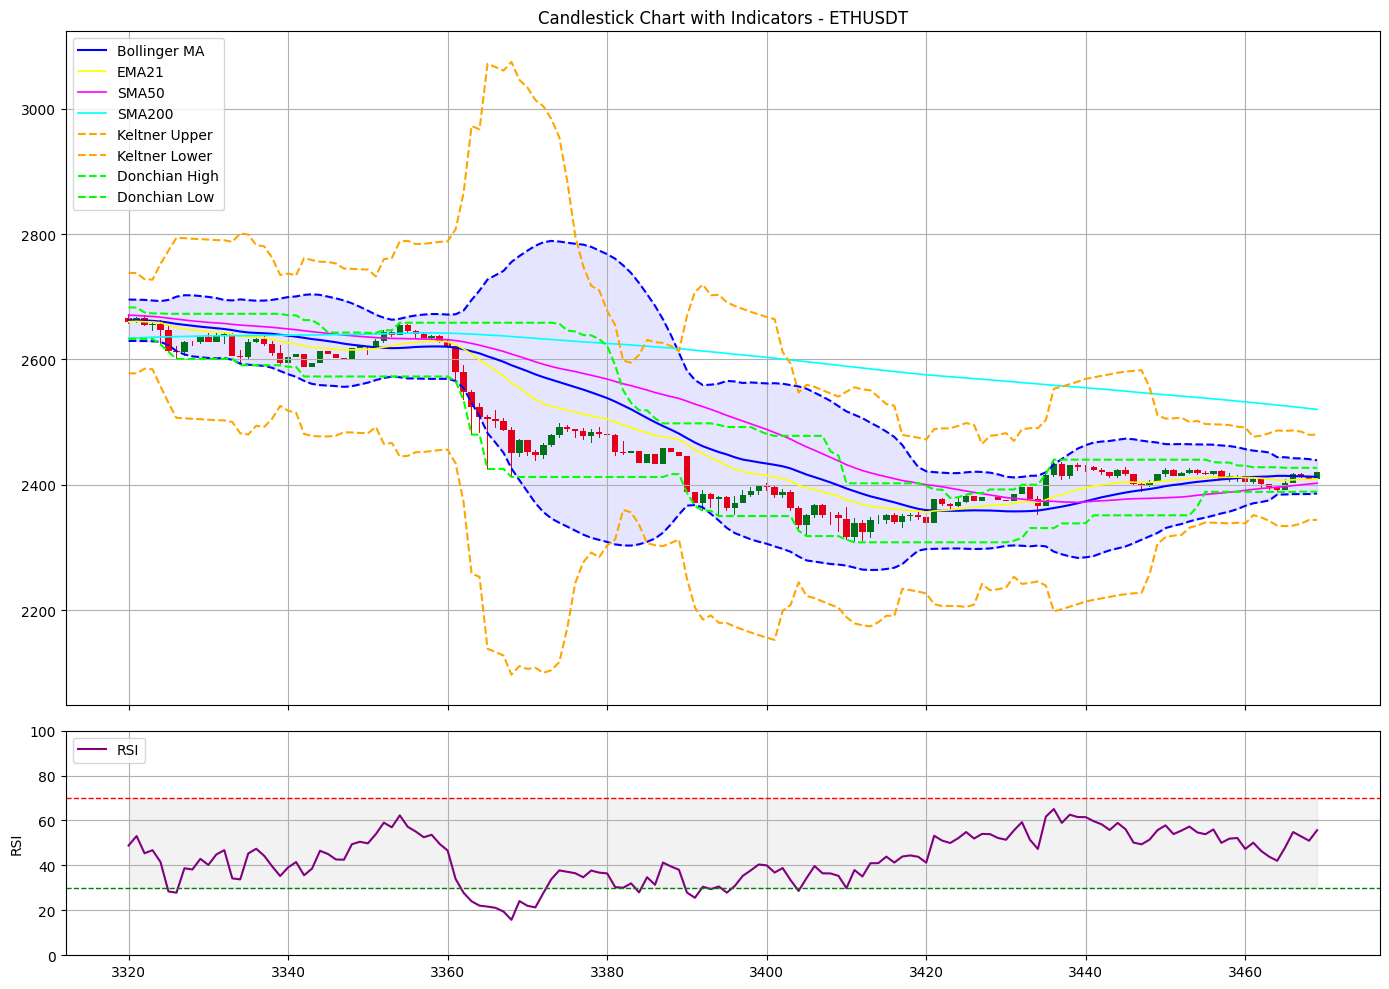 Candlestick Chart with Indicators - ETHUSDT
Bollinger MA
EMA21
SMA50
SMA200
Keltner Upper
Keltner Lower
Donchian High
Donchian Low
3000
2800
2600
2400
2200
RSI
100
80
60
40
20
0
RSI
3320
3340
3360
3380
3400
3420
3440
3460